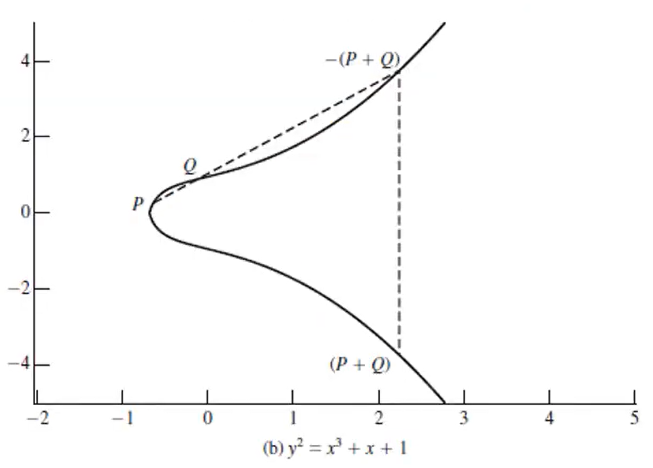 4
−(P + Q)
2
Q
P
0
−2
−4
(P + Q)
−2 −1 0 1 2 3 4 5
(b) y² = x³ + x + 1